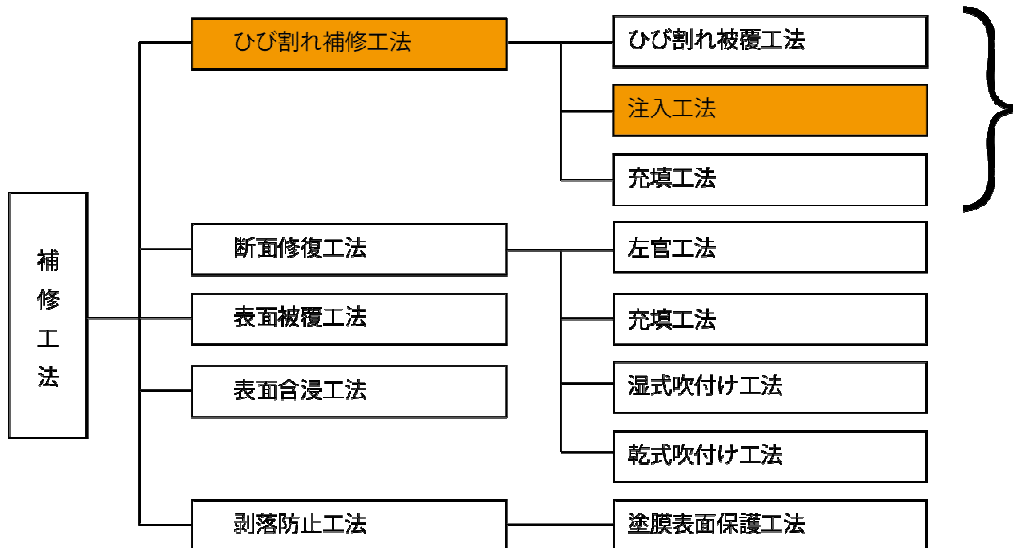 補修工法
ひび割れ補修工法
ひび割れ被覆工法
注入工法
充填工法
断面修復工法
左官工法
充填工法
湿式吹付け工法
乾式吹付け工法
表面被覆工法
表面含浸工法
剥落防止工法
塗膜表面保護工法